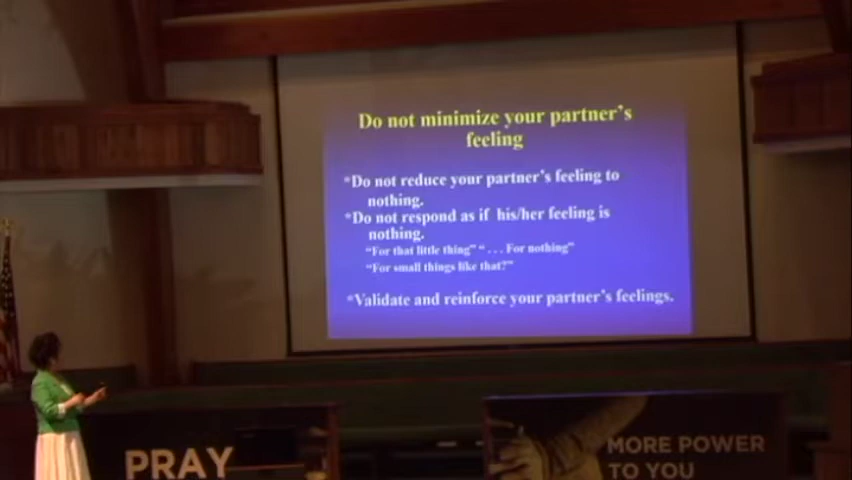 Do not minimize your partner's
feeling
*Do not reduce your partner's feeling to
nothing.
*Do not respond as if his/her feeling is
nothing.
"For that little thing" ". . . For nothing"
"For small things like that?"
*Validate and reinforce your partner's feelings.
PRAY
MORE POWER
TO YOU